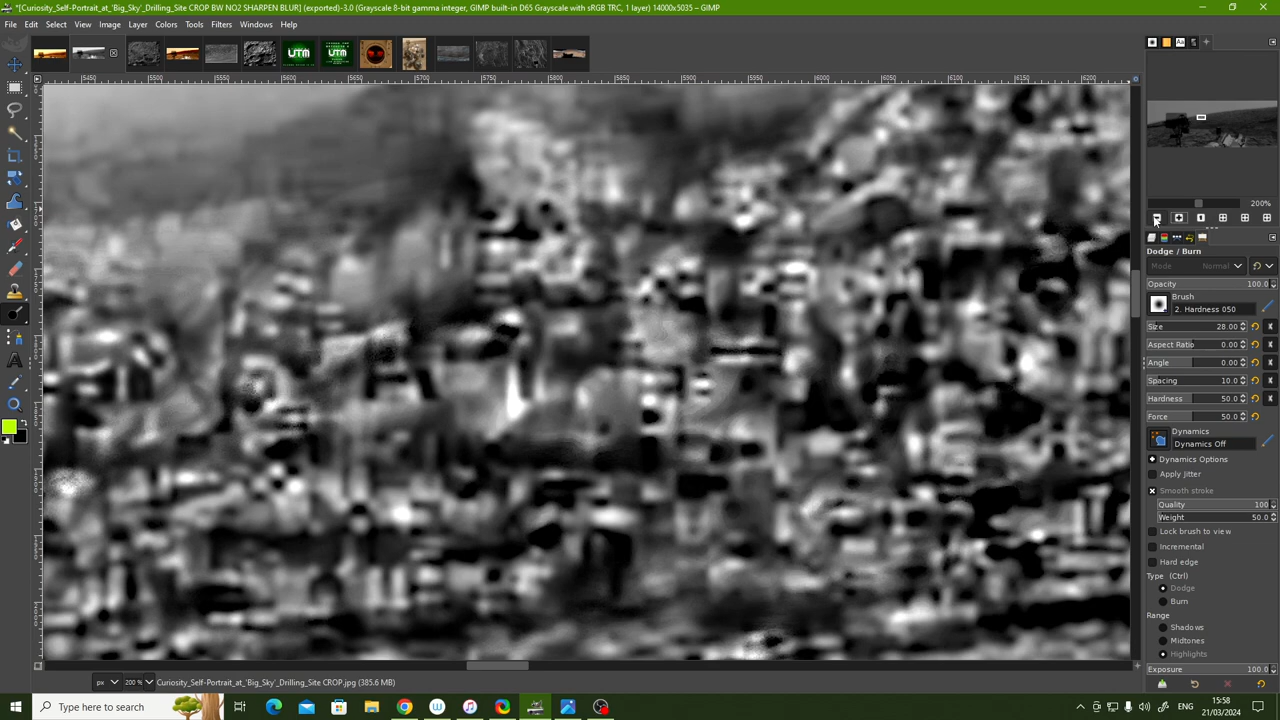 *[Curiosity_Self-Portrait_at_'Big_Sky'_Drilling_Site CROP BW NO2 SHARPEN BLUR] (exported)-3.0 (Grayscale 8-bit gamma integer, GIMP built-in D65 Grayscale with sRGB TRC, 1 layer) 14000x5035 – GIMP
File Edit Select View Image Layer Colors Tools Filters Windows Help
UTM UTM
5450 5500 5550 5600 5650 5700 5750 5800 5850 5900 5950 6000 6050 6100 6150 6200
200%
Dodge / Burn
Mode Normal
Opacity 100.0
Brush
2. Hardness 050
Size 28.00
Aspect Ratio 0.00
Angle 0.00
Spacing 10.0
Hardness 50.0
Force 50.0
Dynamics
Dynamics Off
Dynamics Options
Apply Jitter
Smooth stroke
Quality 100
Weight 50.0
Lock brush to view
Incremental
Hard edge
Type (Ctrl)
Dodge
Burn
Range
Shadows
Midtones
Highlights
Exposure 100.0
px 200 % Curiosity_Self-Portrait_at_'Big_Sky'_Drilling_Site CROP.jpg (385.6 MB)
Type here to search
ENG
15:58
21/03/2024